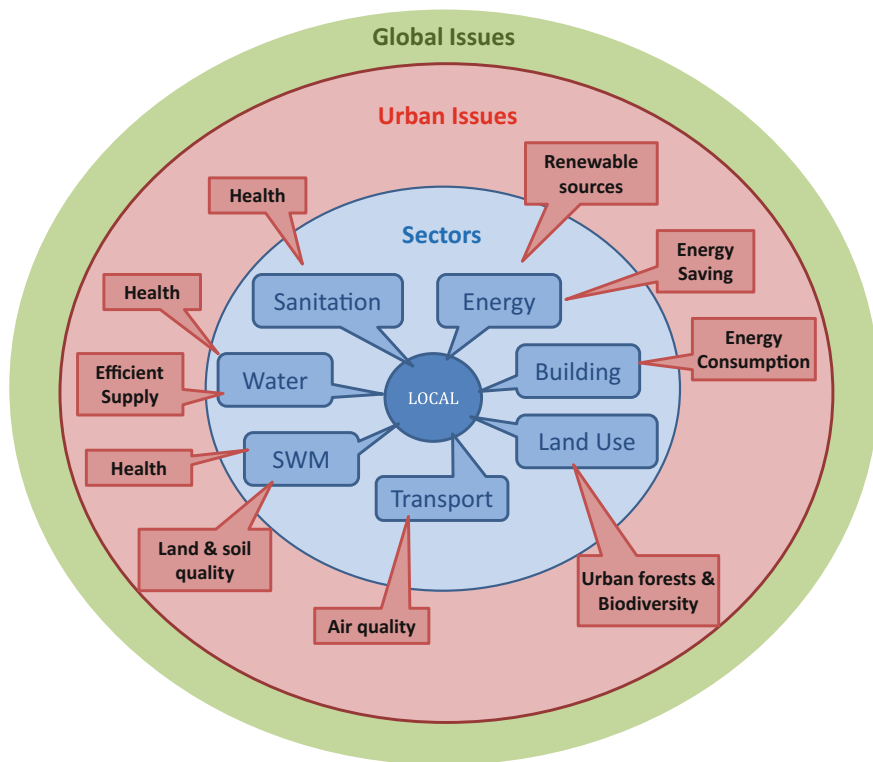 Global Issues
Urban Issues
Renewable
sources
Health
Sectors
Energy
Saving
Sanitation
Energy
Health
Energy
Consumption
Efficient
Supply
Water
Building
LOCAL
Land Use
Health
SWM
Transport
Land & soil
quality
Urban forests &
Biodiversity
Air quality